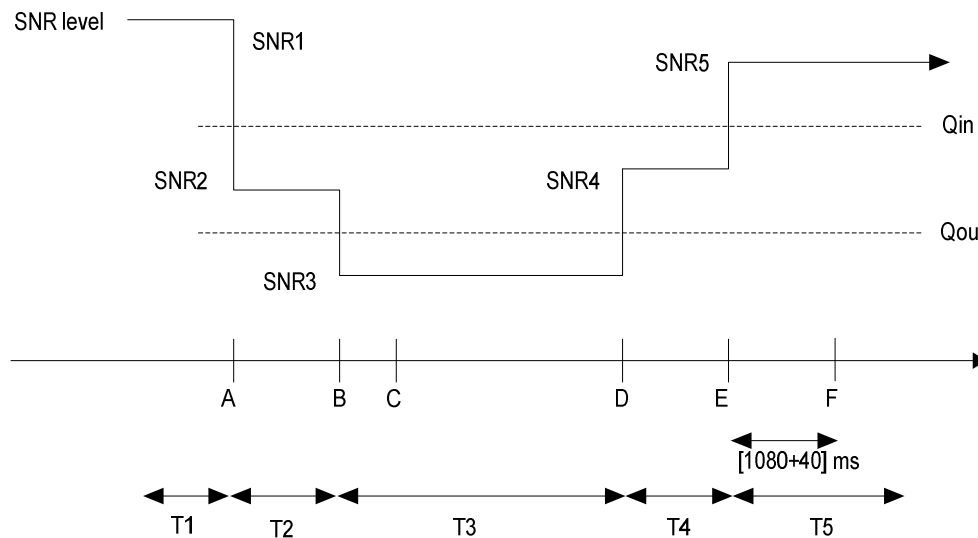 SNR level
SNR1
SNR5
Qin
SNR2
SNR4
Qou
SNR3
A B C D E F
[1080+40] ms
T1 T2 T3 T4 T5